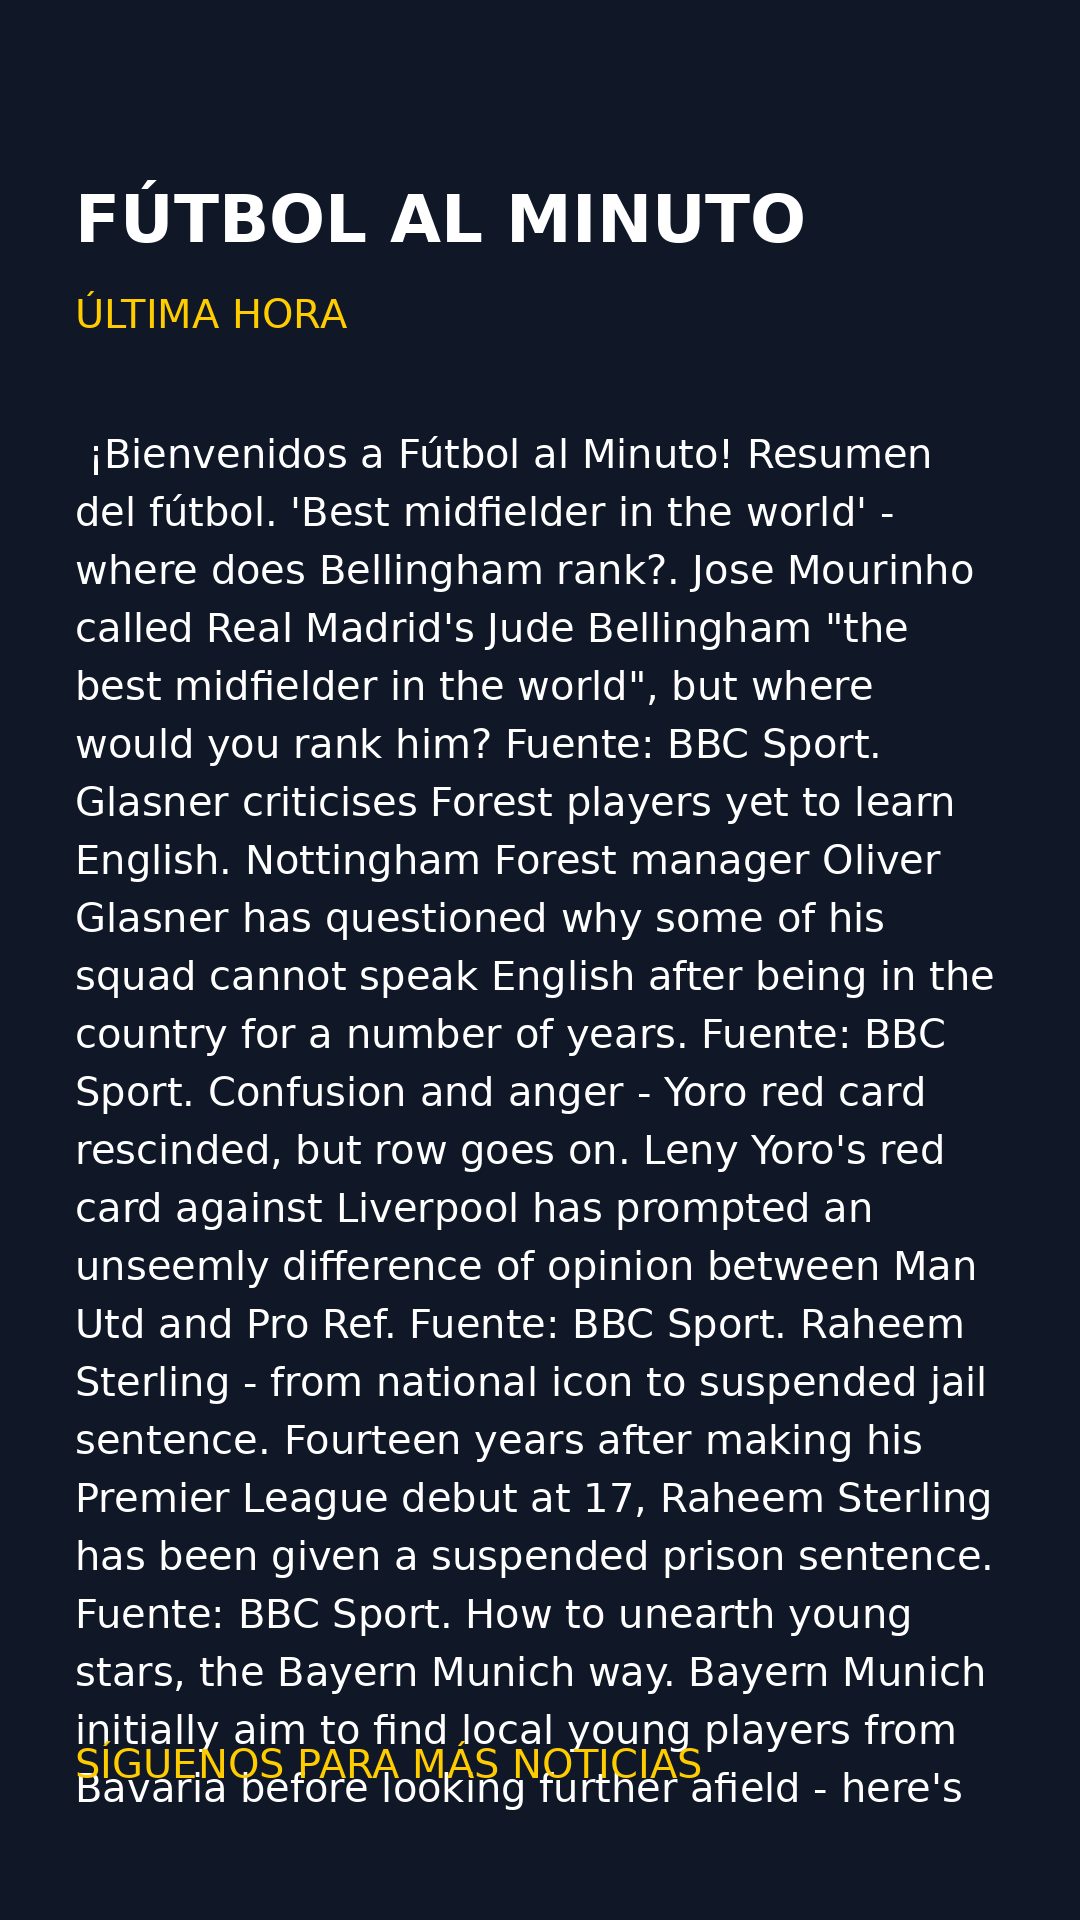 FÚTBOL AL MINUTO
ÚLTIMA HORA
¡Bienvenidos a Fútbol al Minuto! Resumen
del fútbol. 'Best midfielder in the world' -
where does Bellingham rank?. Jose Mourinho
called Real Madrid's Jude Bellingham "the
best midfielder in the world", but where
would you rank him? Fuente: BBC Sport.
Glasner criticises Forest players yet to learn
English. Nottingham Forest manager Oliver
Glasner has questioned why some of his
squad cannot speak English after being in the
country for a number of years. Fuente: BBC
Sport. Confusion and anger - Yoro red card
rescinded, but row goes on. Leny Yoro's red
card against Liverpool has prompted an
unseemly difference of opinion between Man
Utd and Pro Ref. Fuente: BBC Sport. Raheem
Sterling - from national icon to suspended jail
sentence. Fourteen years after making his
Premier League debut at 17, Raheem Sterling
has been given a suspended prison sentence.
Fuente: BBC Sport. How to unearth young
stars, the Bayern Munich way. Bayern Munich
initially aim to find local young players from
SÍGUENOS PARA MÁS NOTICIAS
Bavaria before looking further afield - here's